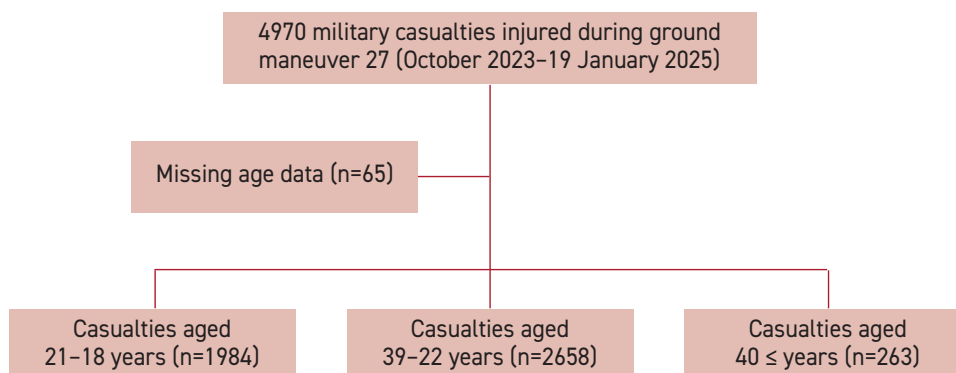 4970 military casualties injured during ground
maneuver 27 (October 2023–19 January 2025)
Missing age data (n=65)
Casualties aged
21–18 years (n=1984)
Casualties aged
39–22 years (n=2658)
Casualties aged
40 ≤ years (n=263)